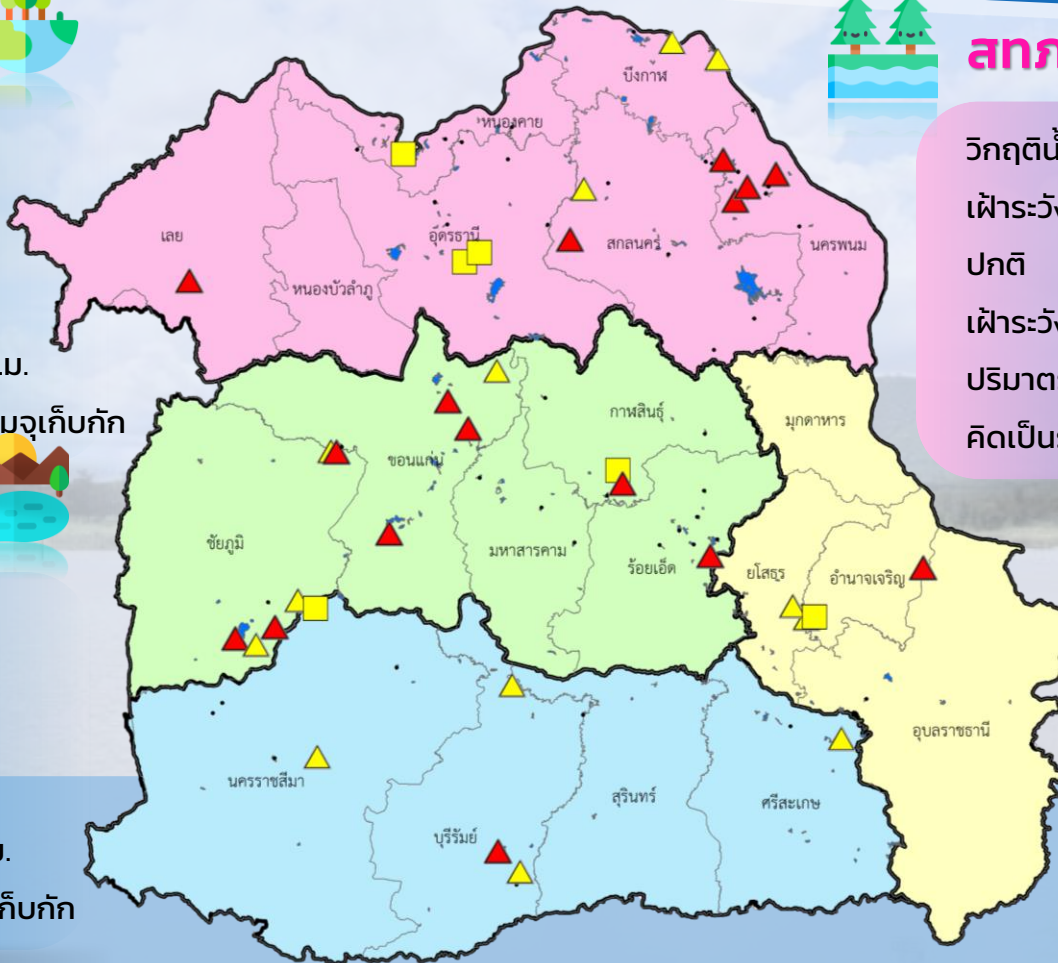 สทภ
วิกฤติน้
เฝ้าระวัง
ปกติ
เฝ้าระวัง
ปริมาตร
คิดเป็นร
บึงกาฬ
หนองคาย
เลย
อุดรธานี
สกลนคร
นครพนม
หนองบัวลำภู
.ม.
มจุเก็บกัก
กาฬสินธุ์
มุกดาหาร
ขอนแก่น
ชัยภูมิ
มหาสารคาม
ร้อยเอ็ด
ยโสธร
อำนาจเจริญ
อุบลราชธานี
นครราชสีมา
สุรินทร์
ศรีสะเกษ
บุรีรัมย์
ม.
ก็บกัก